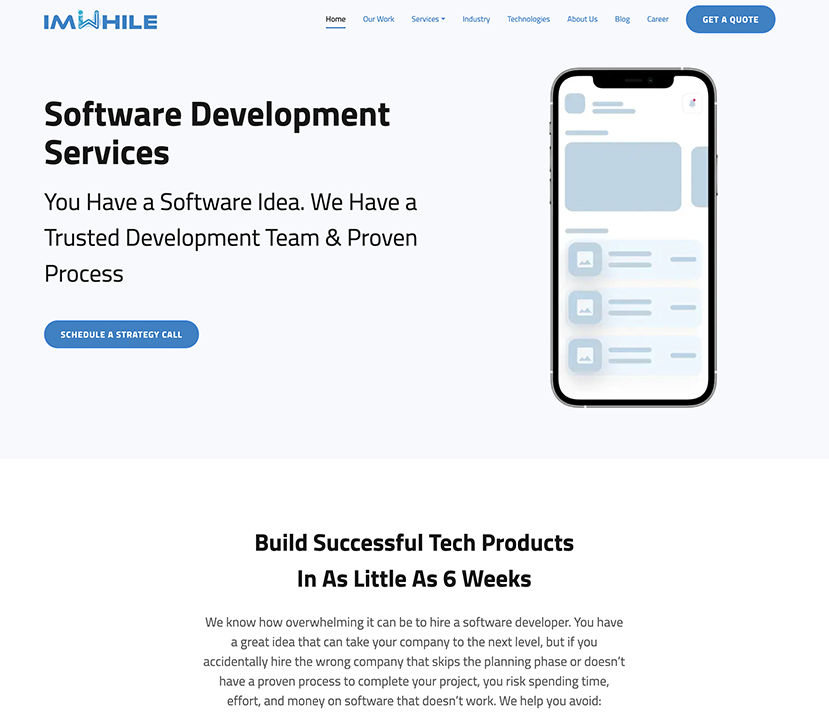 IMWHILE
Home Our Work Services Industry Technologies About Us Blog Career GET A QUOTE
Software Development
Services
You Have a Software Idea. We Have a
Trusted Development Team & Proven
Process
SCHEDULE A STRATEGY CALL
Build Successful Tech Products
In As Little As 6 Weeks
We know how overwhelming it can be to hire a software developer. You have
a great idea that can take your company to the next level, but if you
accidentally hire the wrong company that skips the planning phase or doesn’t
have a proven process to complete your project, you risk spending time,
effort, and money on software that doesn’t work. We help you avoid: